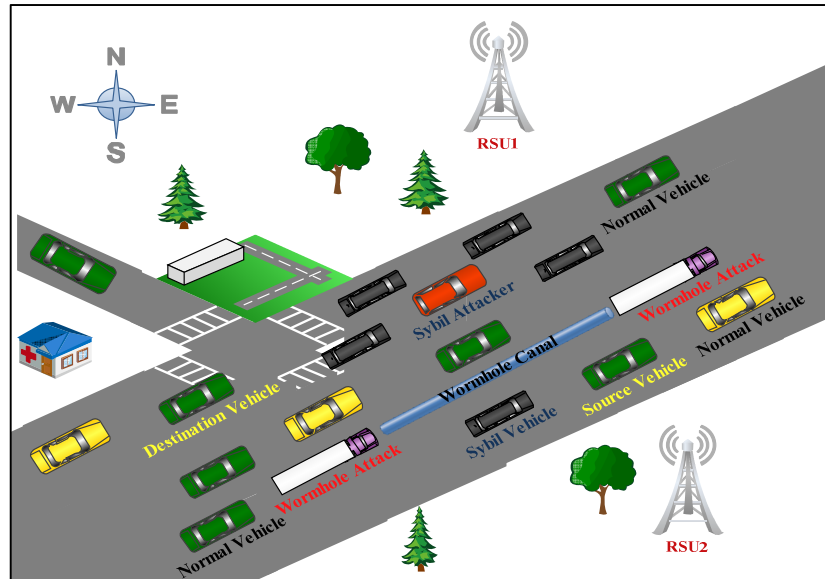 N
W E
S
RSU1
Normal Vehicle
Wormhole Attack
Sybil Attacker
Normal Vehicle
Wormhole Canal
Source Vehicle
Destination Vehicle
Sybil Vehicle
Wormhole Attack
Normal Vehicle
RSU2